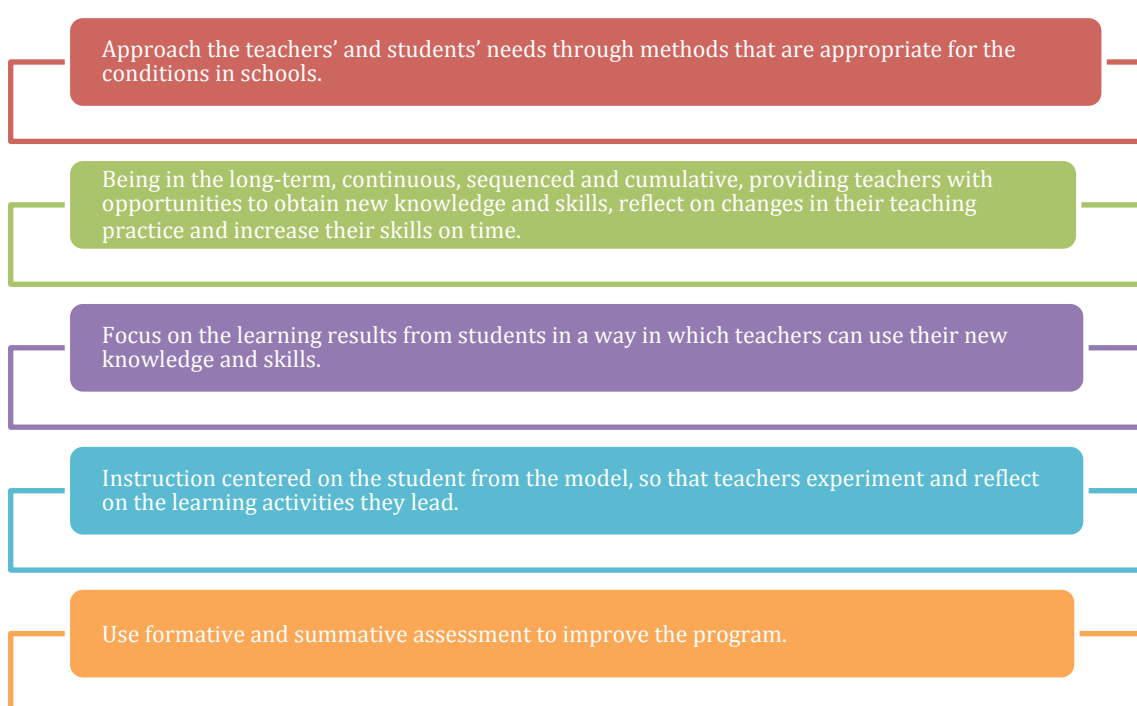 Approach the teachers’ and students’ needs through methods that are appropriate for the
conditions in schools.
Being in the long-term, continuous, sequenced and cumulative, providing teachers with
opportunities to obtain new knowledge and skills, reflect on changes in their teaching
practice and increase their skills on time.
Focus on the learning results from students in a way in which teachers can use their new
knowledge and skills.
Instruction centered on the student from the model, so that teachers experiment and reflect
on the learning activities they lead.
Use formative and summative assessment to improve the program.